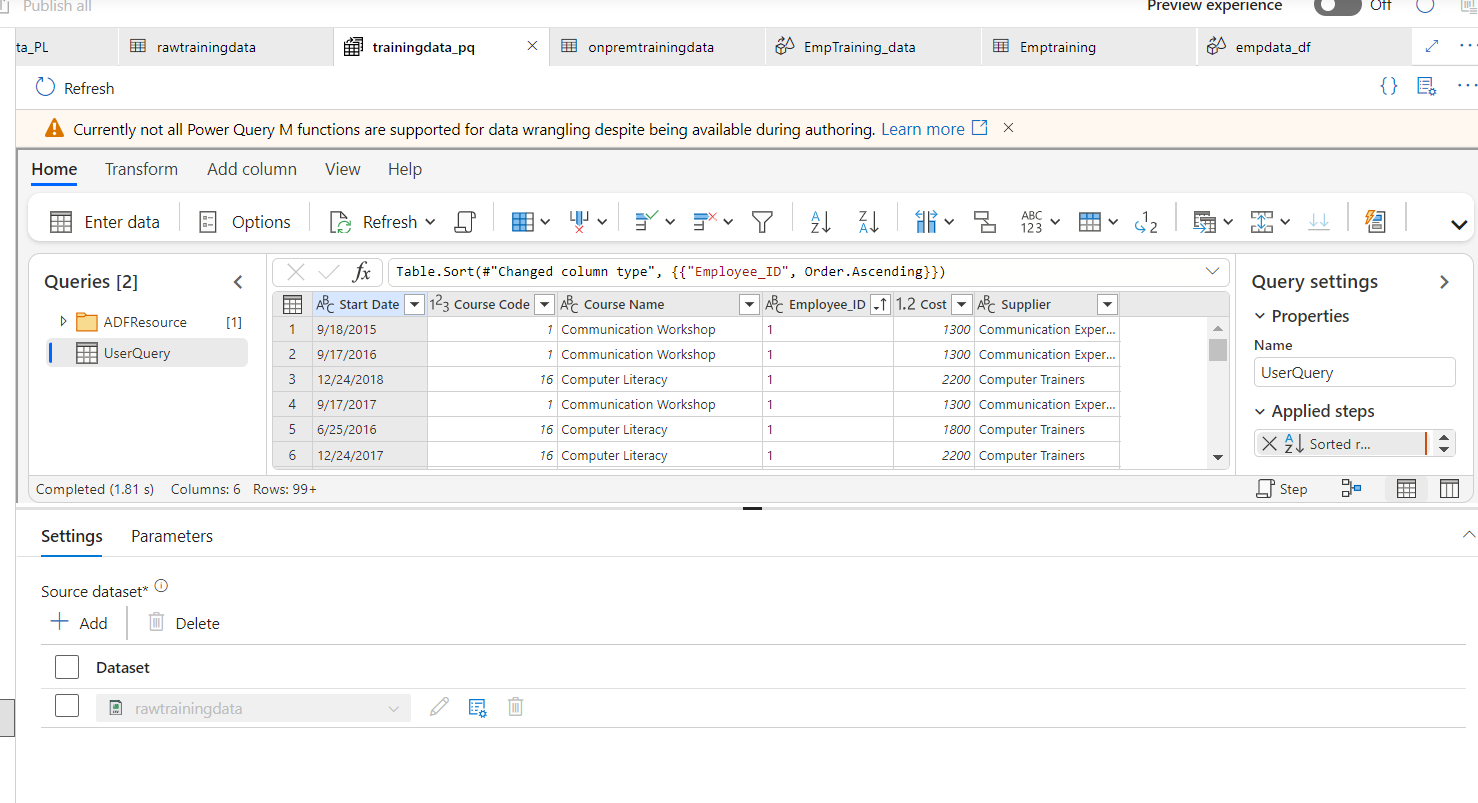 Publish all
Preview experience
Off
ta_PL
rawtrainingdata
trainingdata_pq
onpremtrainingdata
EmpTraining_data
Emptraining
empdata_df
Refresh
Currently not all Power Query M functions are supported for data wrangling despite being available during authoring. Learn more
Home Transform Add column View Help
Enter data Options Refresh
Queries [2]
ADFResource [1]
UserQuery
fx Table.Sort(#"Changed column type", {{"Employee_ID", Order.Ascending}})
Start Date Course Code Course Name Employee_ID 1.2 Cost Supplier
1 9/18/2015 1 Communication Workshop 1 1300 Communication Exper...
2 9/17/2016 1 Communication Workshop 1 1300 Communication Exper...
3 12/24/2018 16 Computer Literacy 1 2200 Computer Trainers
4 9/17/2017 1 Communication Workshop 1 1300 Communication Exper...
5 6/25/2016 16 Computer Literacy 1 1800 Computer Trainers
6 12/24/2017 16 Computer Literacy 1 2200 Computer Trainers
Query settings
Properties
Name
UserQuery
Applied steps
Sorted r...
Completed (1.81 s) Columns: 6 Rows: 99+
Step
Settings Parameters
Source dataset*
Add Delete
Dataset
rawtrainingdata